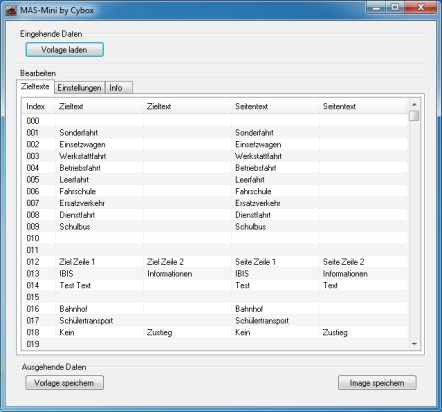 MAS-Mini by Cybox
Eingehende Daten
Vorlage laden
Bearbeiten
Zieltexte Einstellungen Info
Index Zieltext Zieltext Seitentext Seitentext
000
001 Sonderfahrt Sonderfahrt
002 Einsetzwagen Einsetzwagen
003 Werkstattfahrt Werkstattfahrt
004 Betriebsfahrt Betriebsfahrt
005 Leerfahrt Leerfahrt
006 Fahrschule Fahrschule
007 Ersatzverkehr Ersatzverkehr
008 Dienstfahrt Dienstfahrt
009 Schulbus Schulbus
010
011
012 Ziel Zeile 1 Ziel Zeile 2 Seite Zeile 1 Seite Zeile 2
013 IBIS Informationen IBIS Informationen
014 Test Text Test Text
015
016 Bahnhof Bahnhof
017 Schülertransport Schülertransport
018 Kein Zustieg Kein Zustieg
019
Ausgehende Daten
Vorlage speichern Image speichern